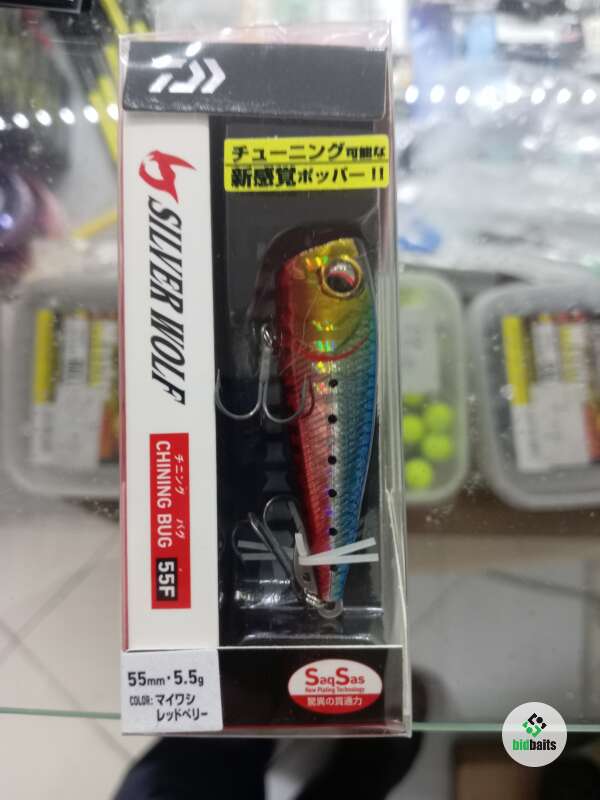 チューニング可能な
新感覚ポッパー!!
SILVER WOLF
チニング バグ
CHINING BUG 55F
55mm・5.5g
COLOR: マイワシ
レッドベリー
SaqSas
New Plating Technology
驚異の貫通力
bidbaits